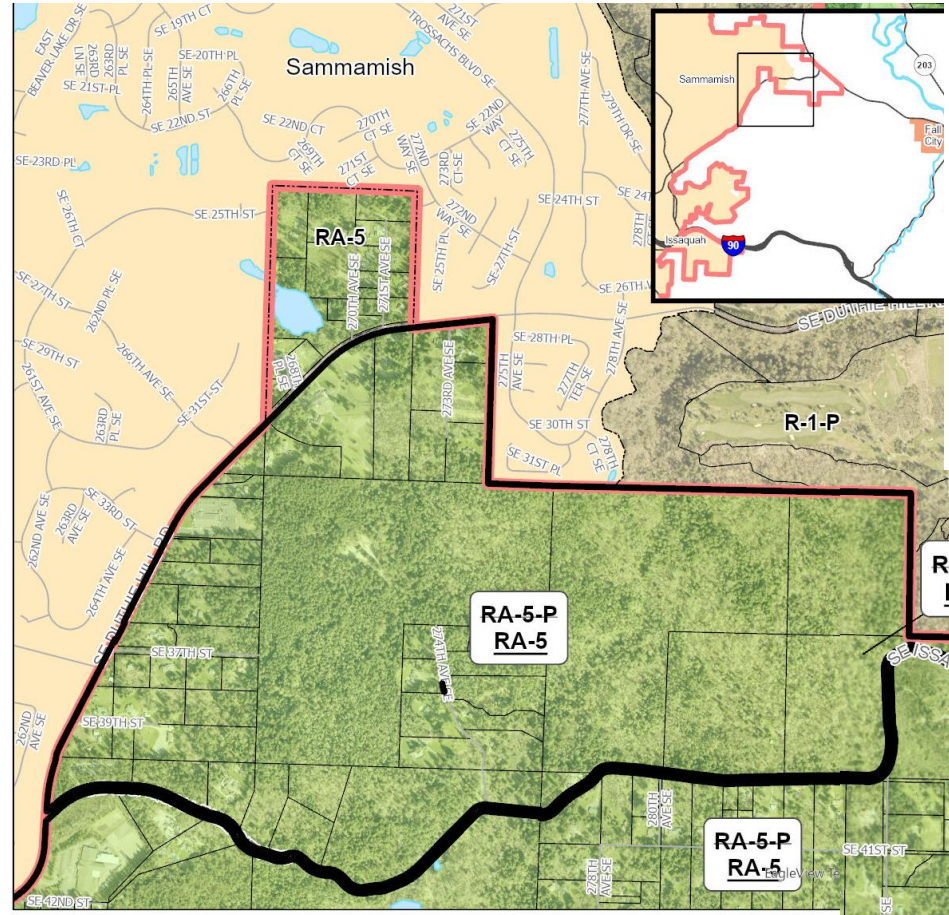 EAST
BEAVER LAKE DR SE
263RD
LN SE
263RD
PL SE
SE 19TH CT
264TH PL SE
265TH
AVE SE
SE 20TH PL
266TH
PL SE
SE 21ST PL
SE 22ND ST
SE 22ND CT
Sammamish
271ST
AVE SE
TROSSACHS BLVD SE
277TH AVE SE
279TH DR SE
269TH
CT SE
270TH
CT SE
271ST
CT SE
272ND
WAY SE
273RD
CT SE
SE 22ND
WAY
275TH
CT SE
SE 23RD PL
SE 24TH ST
SE 24T
278TH
CT SE
SE 25TH ST
SE 25TH PL
272ND
WAY SE
SE 27TH ST
SE 26TH
SE 26TH CT
SE 27TH ST
262ND PL SE
RA-5
270TH AVE SE
271ST AVE SE
268TH
PL SE
273RD AVE SE
275TH
AVE SE
SE 28TH PL
277TH
TER SE
278TH AVE SE
SE 30TH ST
278TH
CT SE
SE 31ST PL
SE DUTHIE HILL
R-1-P
SE 29TH ST
261ST AVE SE
266TH AVE SE
SE 31ST ST
263RD
PL SE
SE 33RD ST
262ND AVE SE
263RD
AVE SE
264TH AVE SE
SE DUTHIE HILL RD
SE 37TH ST
SE 39TH ST
262ND
AVE SE
274TH AVE SE
RA-5-P
RA-5
R
SE ISSA
280TH
AVE SE
RA-5-P
RA-5
SE 41ST ST
EagleView Te
278TH
AVE SE
SE
SE 42ND ST
Sammamish
203
Fall
City
Issaquah
90